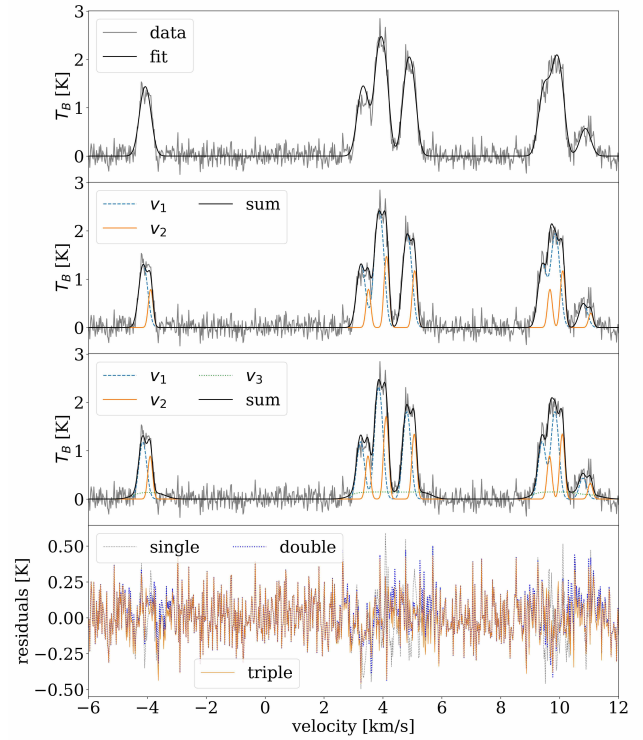 3
2
1
0
T_B [K]
data
fit
3
2
1
0
T_B [K]
v_1
v_2
sum
3
2
1
0
T_B [K]
v_1
v_2
v_3
sum
0.50
0.25
0.00
−0.25
−0.50
residuals [K]
single
double
triple
−6 −4 −2 0 2 4 6 8 10 12
velocity [km/s]